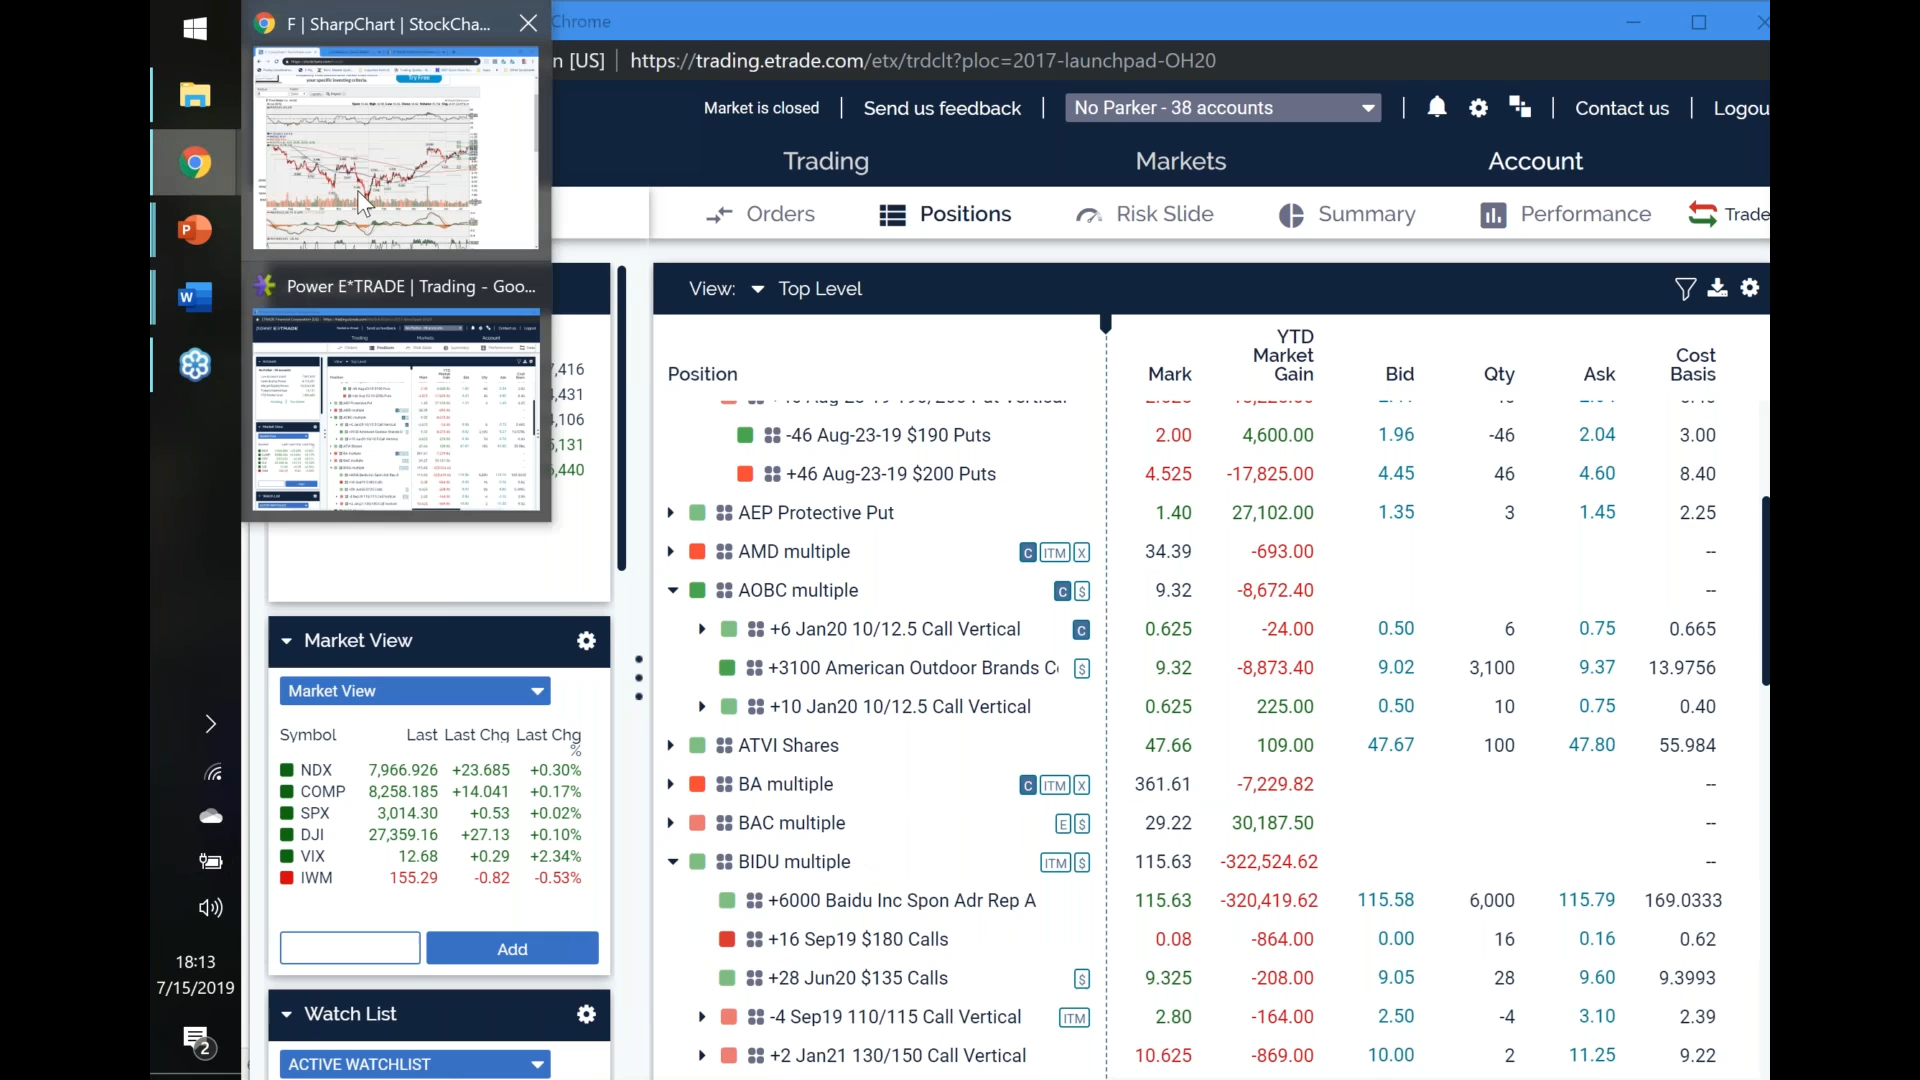 F | SharpChart | StockCha...
Chrome
n [US] | https://trading.etrade.com/etx/trdclt?ploc=2017-launchpad-OH20
Market is closed | Send us feedback | No Parker - 38 accounts | Contact us | Logou
Trading Markets Account
Orders Positions Risk Slide Summary Performance Trade
Power E*TRADE | Trading - Goo...
View: Top Level
Position Mark YTD Market Gain Bid Qty Ask Cost Basis
,416
,431
,106
,131
,440
-46 Aug-23-19 $190 Puts 2.00 4,600.00 1.96 -46 2.04 3.00
+46 Aug-23-19 $200 Puts 4.525 -17,825.00 4.45 46 4.60 8.40
AEP Protective Put 1.40 27,102.00 1.35 3 1.45 2.25
AMD multiple C ITM X 34.39 -693.00 --
AOBC multiple C $ 9.32 -8,672.40 --
+6 Jan20 10/12.5 Call Vertical C 0.625 -24.00 0.50 6 0.75 0.665
+3100 American Outdoor Brands C $ 9.32 -8,873.40 9.02 3,100 9.37 13.9756
+10 Jan20 10/12.5 Call Vertical 0.625 225.00 0.50 10 0.75 0.40
ATVI Shares 47.66 109.00 47.67 100 47.80 55.984
BA multiple C ITM X 361.61 -7,229.82 --
BAC multiple E $ 29.22 30,187.50 --
BIDU multiple ITM $ 115.63 -322,524.62 --
+6000 Baidu Inc Spon Adr Rep A 115.63 -320,419.62 115.58 6,000 115.79 169.0333
+16 Sep19 $180 Calls 0.08 -864.00 0.00 16 0.16 0.62
+28 Jun20 $135 Calls $ 9.325 -208.00 9.05 28 9.60 9.3993
-4 Sep19 110/115 Call Vertical ITM 2.80 -164.00 2.50 -4 3.10 2.39
+2 Jan21 130/150 Call Vertical 10.625 -869.00 10.00 2 11.25 9.22
Market View
Market View
Symbol Last Last Chg Last Chg %
NDX 7,966.926 +23.685 +0.30%
COMP 8,258.185 +14.041 +0.17%
SPX 3,014.30 +0.53 +0.02%
DJI 27,359.16 +27.13 +0.10%
VIX 12.68 +0.29 +2.34%
IWM 155.29 -0.82 -0.53%
Add
Watch List
ACTIVE WATCHLIST
18:13
7/15/2019
2